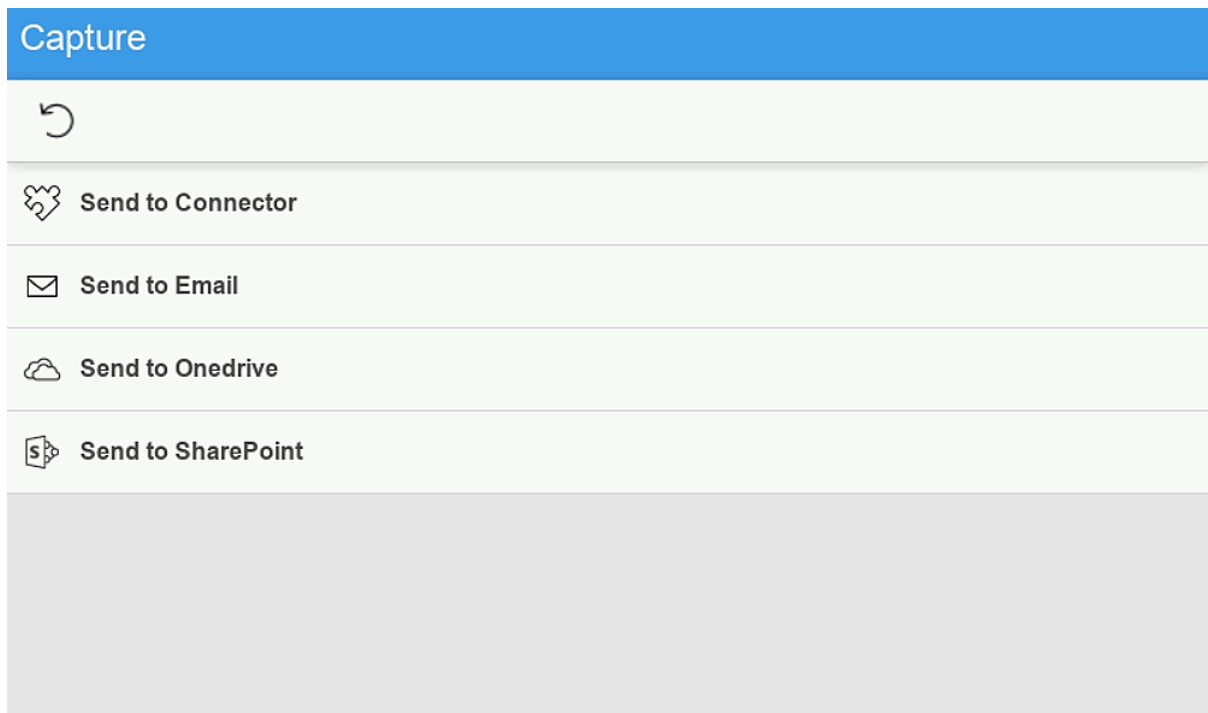 Capture
Send to Connector
Send to Email
Send to Onedrive
S Send to SharePoint